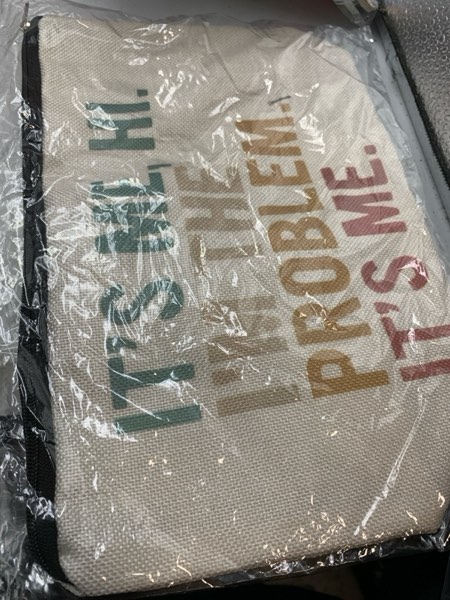 IT'S ME, HI.
I'M THE
PROBLEM.
IT'S ME.